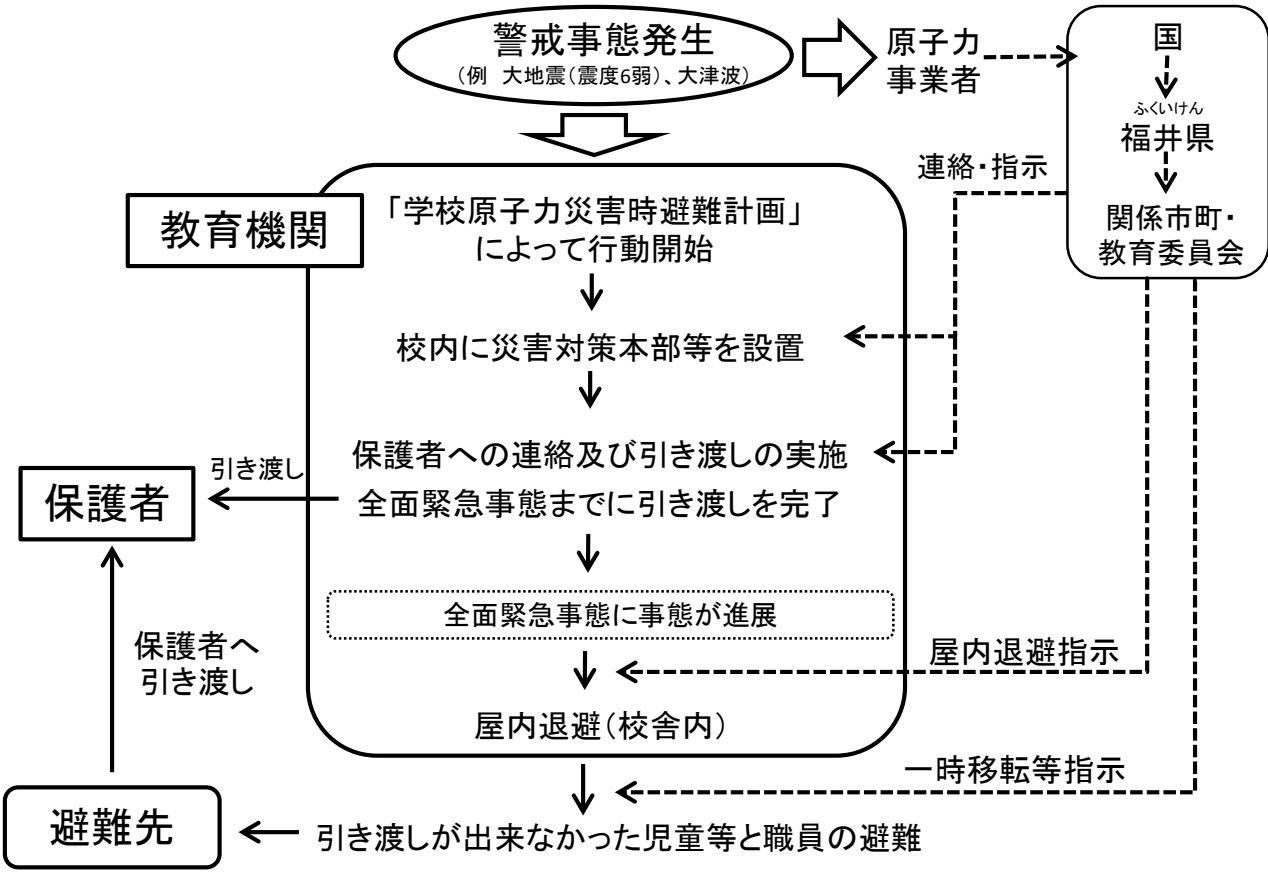 警戒事態発生
（例 大地震（震度6弱）、大津波）
原子力
事業者
国
ふくいけん
福井県
関係市町・
教育委員会
連絡・指示
教育機関
「学校原子力災害時避難計画」
によって行動開始
校内に災害対策本部等を設置
保護者への連絡及び引き渡しの実施
全面緊急事態までに引き渡しを完了
引き渡し
保護者
全面緊急事態に事態が進展
保護者へ
引き渡し
屋内退避指示
屋内退避（校舎内）
一時移転等指示
避難先
引き渡しが出来なかった児童等と職員の避難